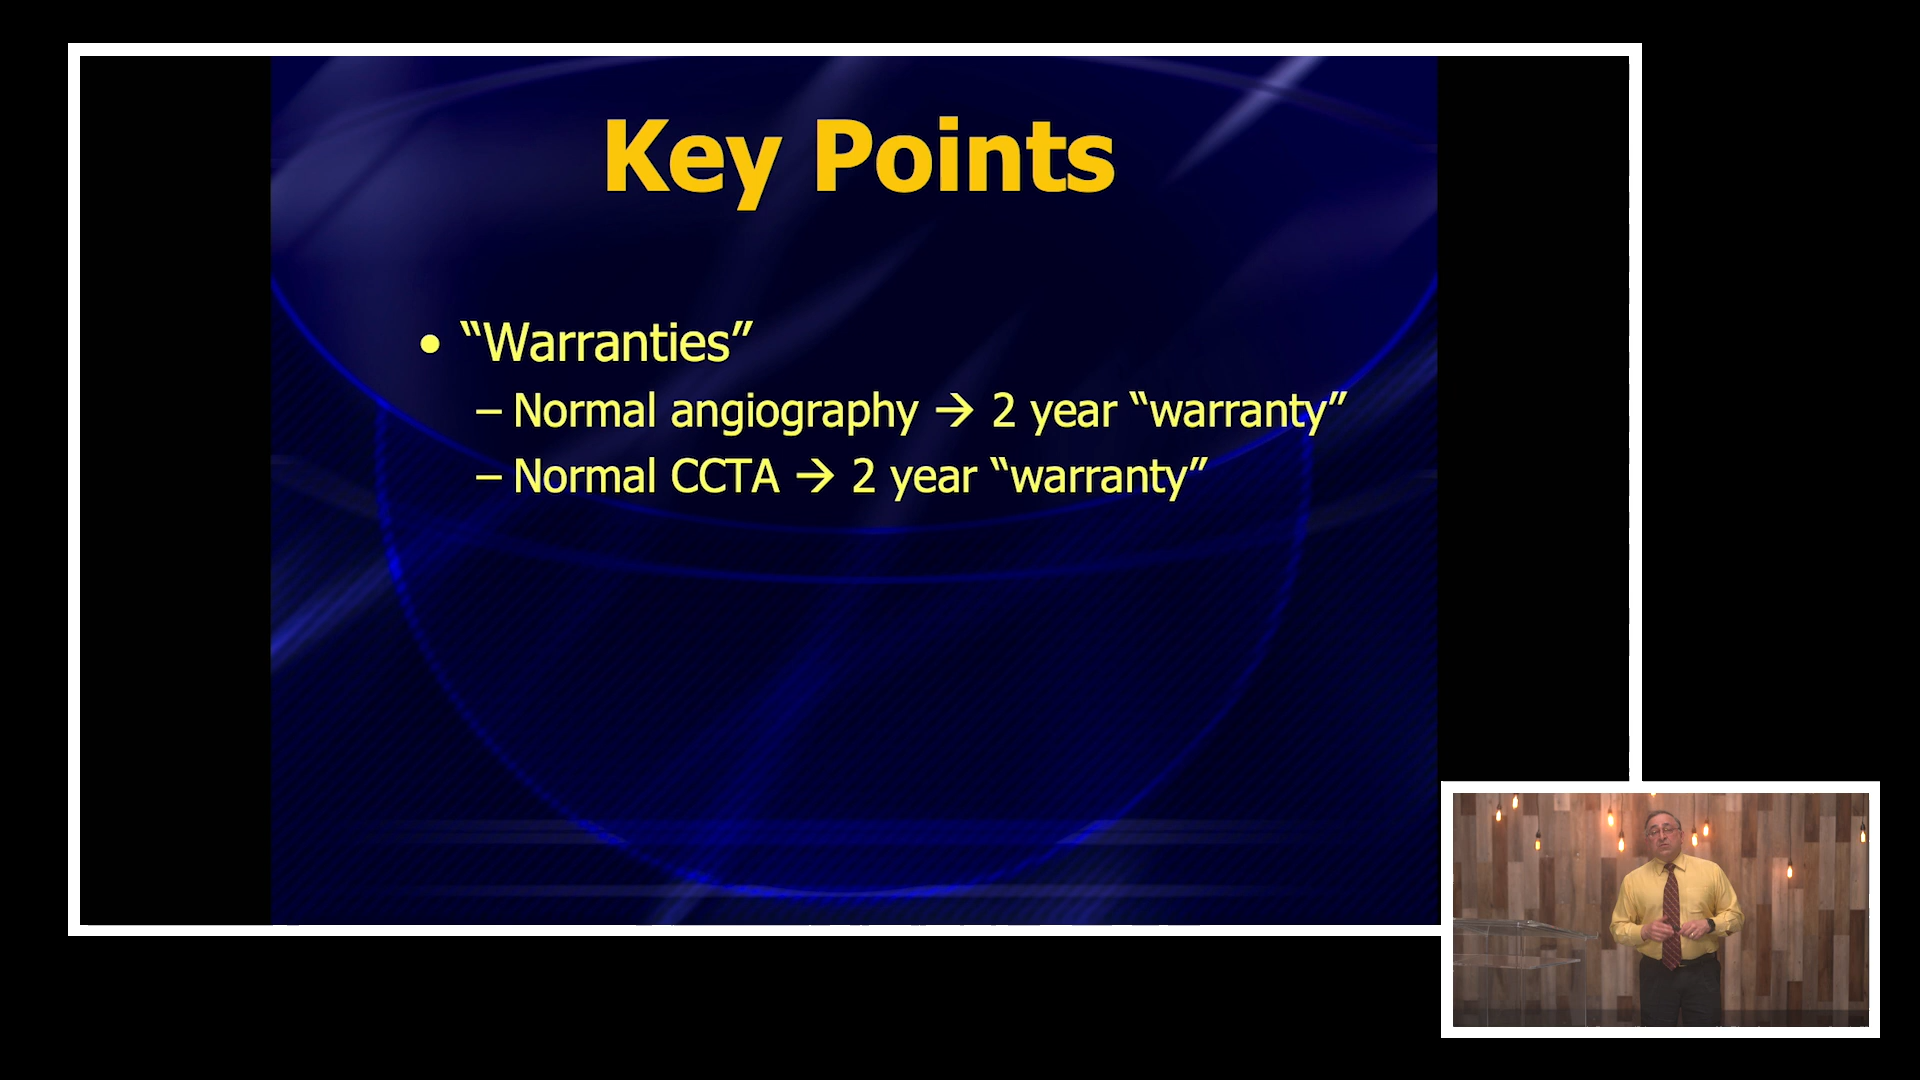 Key Points
• “Warranties”
– Normal angiography → 2 year “warranty”
– Normal CCTA → 2 year “warranty”